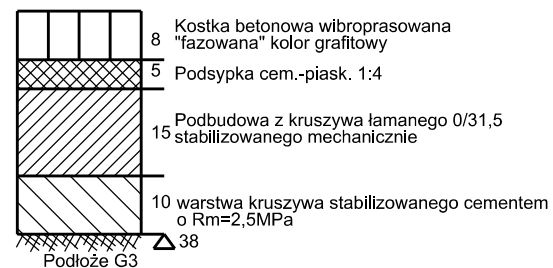 8 Kostka betonowa wibroprasowana
"fazowana" kolor grafitowy
5 Podsypka cem.-piask. 1:4
15 Podbudowa z kruszywa łamanego 0/31,5
stabilizowanego mechanicznie
10 warstwa kruszywa stabilizowanego cementem
o Rm=2,5MPa
38
Podłoże G3